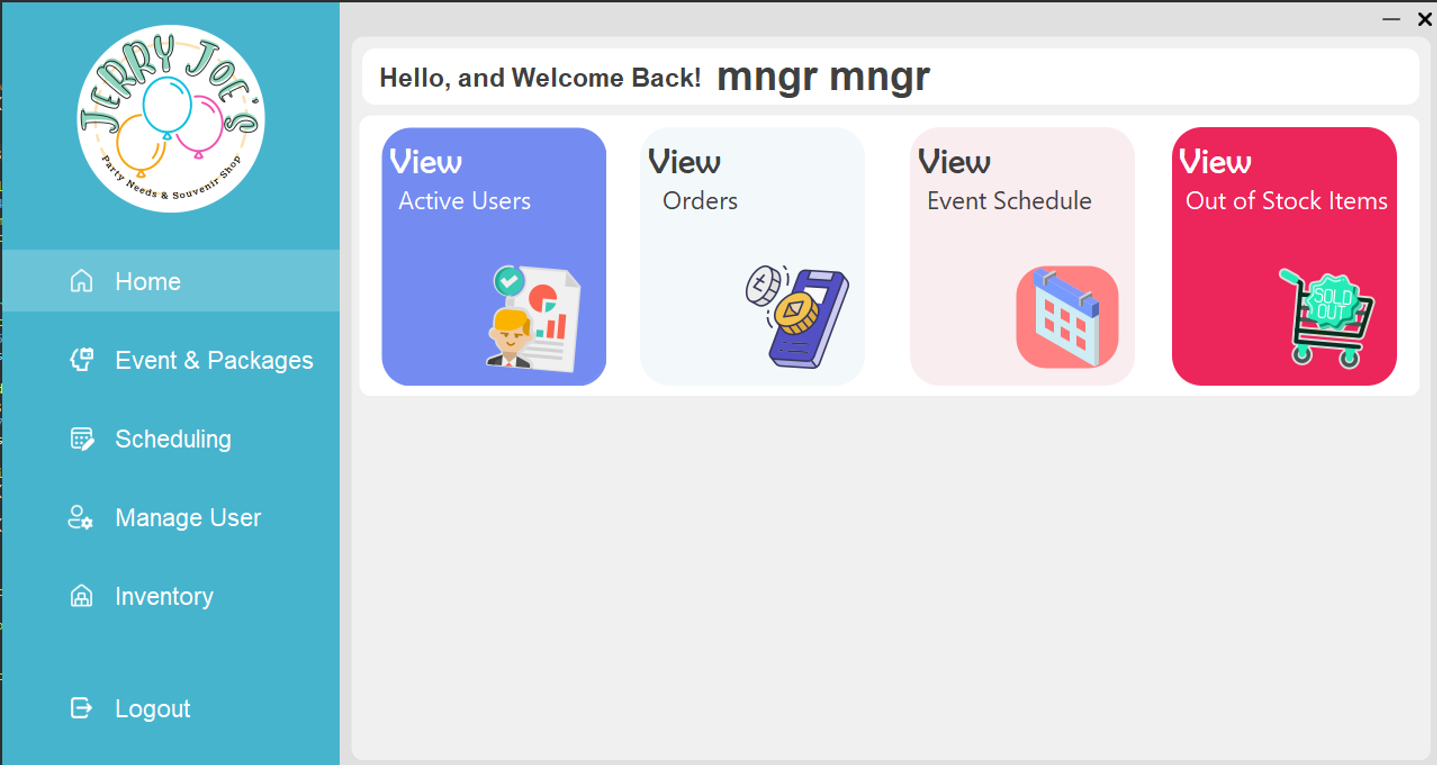 JERRY JOE'S
Party Needs & Souvenir Shop
Home
Event & Packages
Scheduling
Manage User
Inventory
Logout
Hello, and Welcome Back! mngr mngr
View
Active Users
View
Orders
View
Event Schedule
View
Out of Stock Items
SOLD
OUT